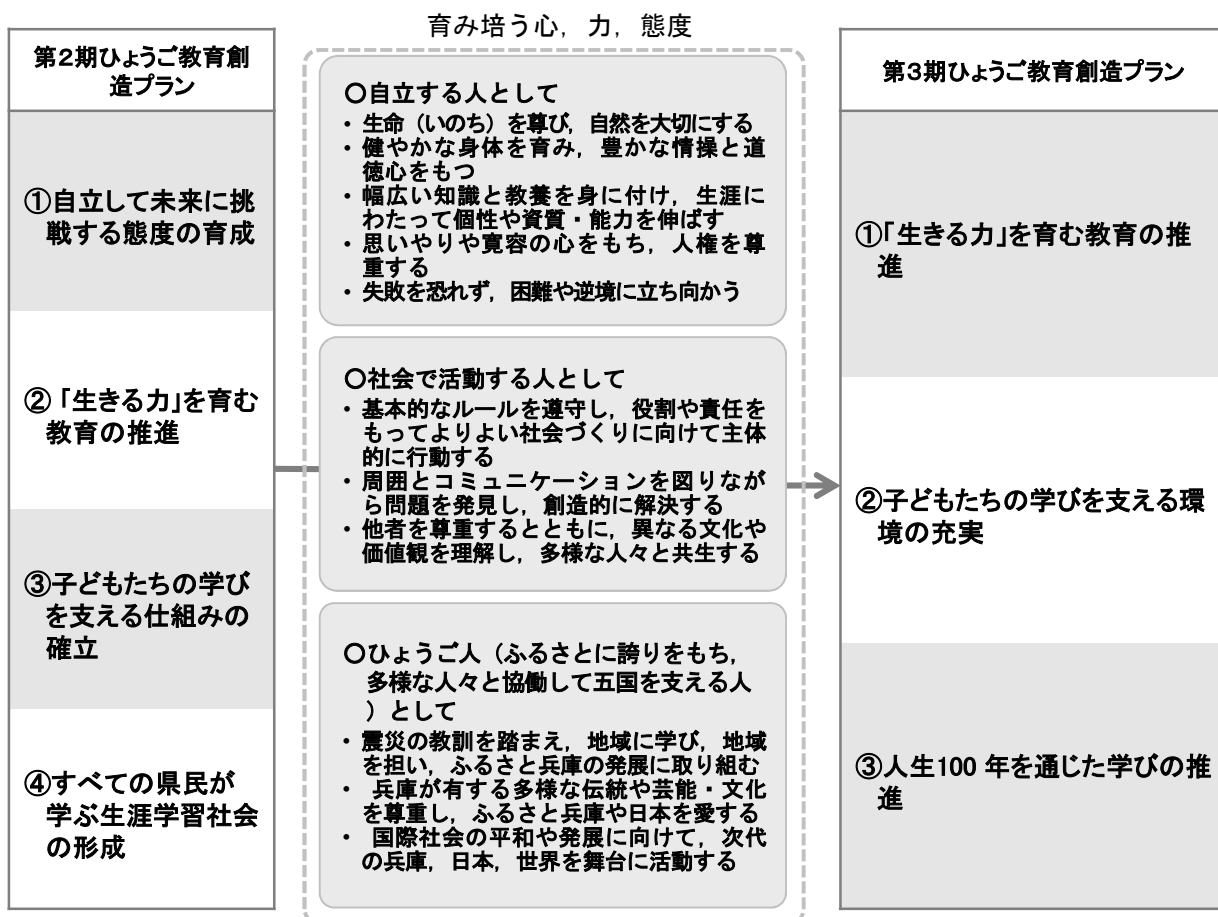 育み培う心，力，態度
第２期ひょうご教育創
造プラン
①自立して未来に挑
戦する態度の育成
②「生きる力」を育む
教育の推進
③子どもたちの学び
を支える仕組みの
確立
④すべての県民が
学ぶ生涯学習社会
の形成
○自立する人として
・生命（いのち）を尊び，自然を大切にする
・健やかな身体を育み，豊かな情操と道
徳心をもつ
・幅広い知識と教養を身に付け，生涯に
わたって個性や資質・能力を伸ばす
・思いやりや寛容の心をもち，人権を尊
重する
・失敗を恐れず，困難や逆境に立ち向かう
○社会で活動する人として
・基本的なルールを遵守し，役割や責任を
もってよりよい社会づくりに向けて主体
的に行動する
・周囲とコミュニケーションを図りなが
ら問題を発見し，創造的に解決する
・他者を尊重するとともに，異なる文化や
価値観を理解し，多様な人々と共生する
○ひょうご人（ふるさとに誇りをもち，
多様な人々と協働して五国を支える人
）として
・震災の教訓を踏まえ，地域に学び，地域
を担い，ふるさと兵庫の発展に取り組む
・ 兵庫が有する多様な伝統や芸能・文化
を尊重し，ふるさと兵庫や日本を愛する
・ 国際社会の平和や発展に向けて，次代
の兵庫，日本，世界を舞台に活動する
第３期ひょうご教育創造プラン
①「生きる力」を育む教育の推
進
②子どもたちの学びを支える環
境の充実
③人生100 年を通じた学びの推
進